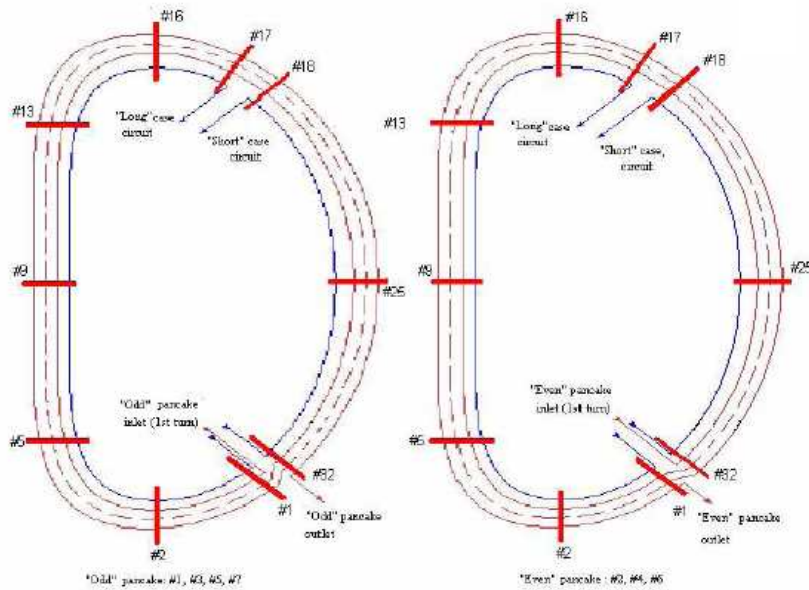 #16
#17
#18
#13
"Long" case
circuit
"Short" case
circuit
#9
#25
"Odd" pancake
inlet (1st turn)
#5
#32
#1
"Odd" pancake
outlet
#2
"Odd" pancake: #1, #3, #5, #7
#16
#17
#18
#13
"Long" case
circuit
"Short" case,
circuit
#9
#25
"Even" pancake
inlet (1st turn)
#5
#32
#1
"Even" pancake
outlet
#2
"Even" pancake : #2, #4, #6